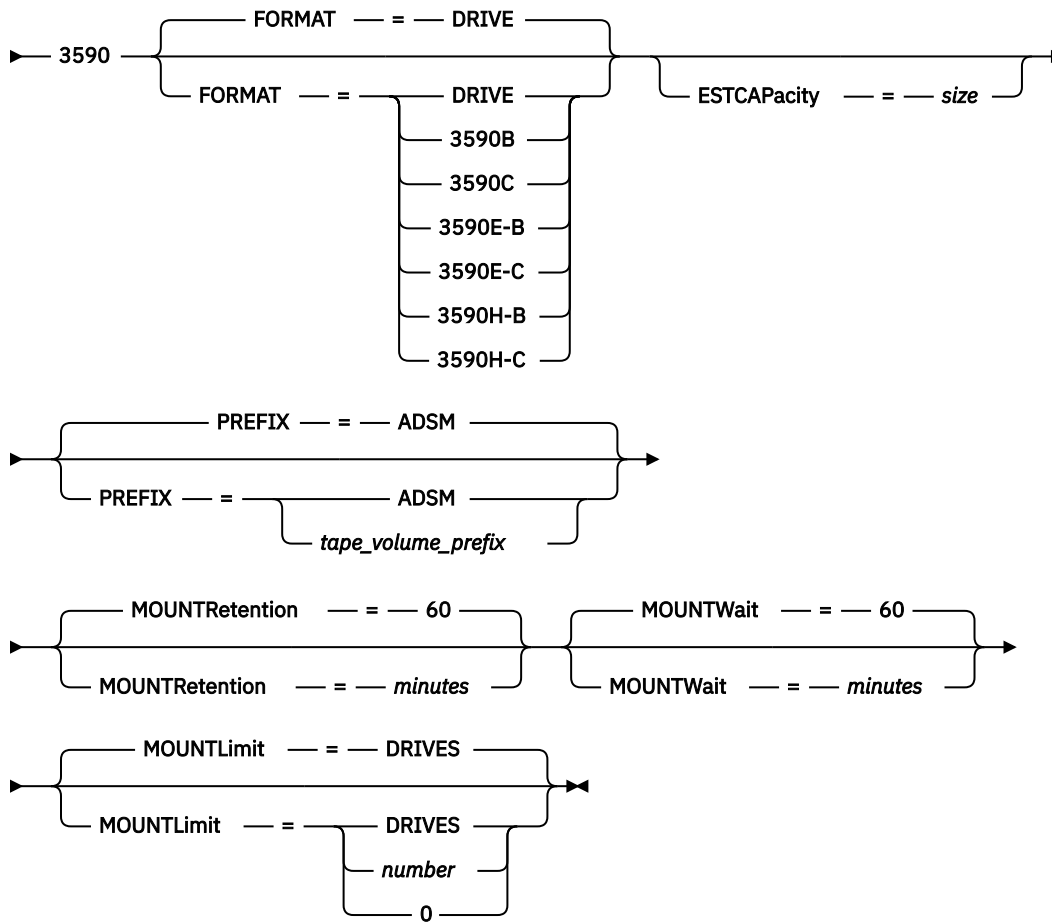 FORMAT = DRIVE
3590
FORMAT = DRIVE ESTCAPacity = size
3590B
3590C
3590E-B
3590E-C
3590H-B
3590H-C
PREFIX = ADSM
PREFIX = ADSM
tape_volume_prefix
MOUNTRetention = 60 MOUNTWait = 60
MOUNTRetention = minutes MOUNTWait = minutes
MOUNTLimit = DRIVES
MOUNTLimit = DRIVES
number
0